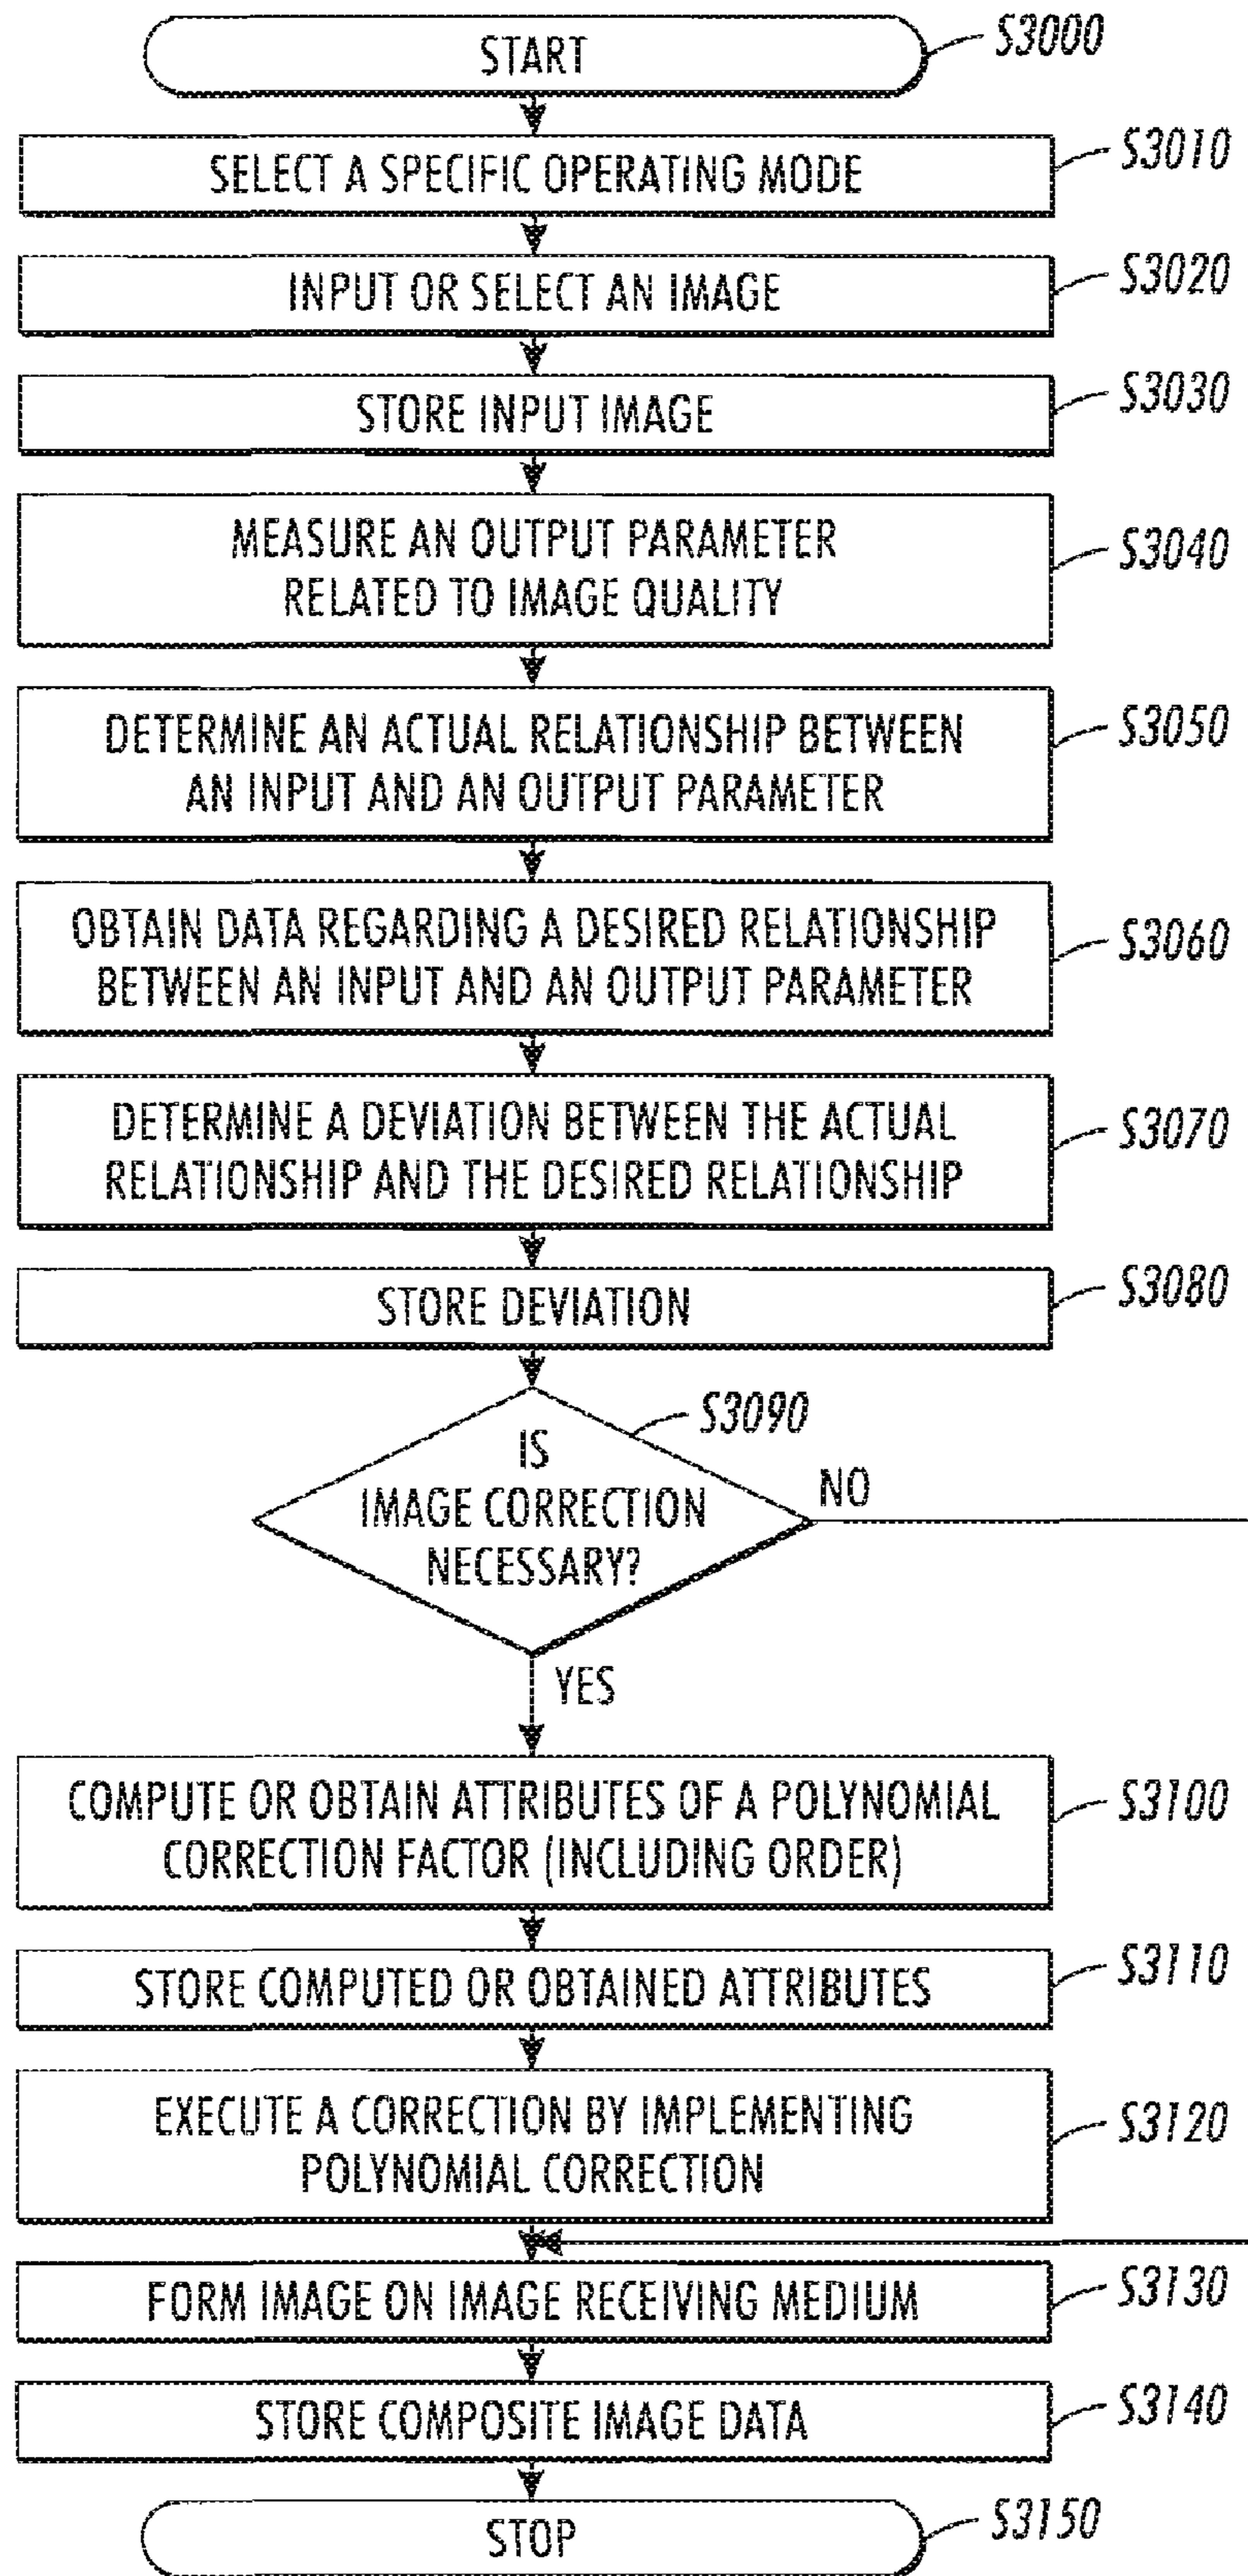 START
S3000
SELECT A SPECIFIC OPERATING MODE
S3010
INPUT OR SELECT AN IMAGE
S3020
STORE INPUT IMAGE
S3030
MEASURE AN OUTPUT PARAMETER
RELATED TO IMAGE QUALITY
S3040
DETERMINE AN ACTUAL RELATIONSHIP BETWEEN
AN INPUT AND AN OUTPUT PARAMETER
S3050
OBTAIN DATA REGARDING A DESIRED RELATIONSHIP
BETWEEN AN INPUT AND AN OUTPUT PARAMETER
S3060
DETERMINE A DEVIATION BETWEEN THE ACTUAL
RELATIONSHIP AND THE DESIRED RELATIONSHIP
S3070
STORE DEVIATION
S3080
S3090
IS
IMAGE CORRECTION
NECESSARY?
NO
YES
COMPUTE OR OBTAIN ATTRIBUTES OF A POLYNOMIAL
CORRECTION FACTOR (INCLUDING ORDER)
S3100
STORE COMPUTED OR OBTAINED ATTRIBUTES
S3110
EXECUTE A CORRECTION BY IMPLEMENTING
POLYNOMIAL CORRECTION
S3120
FORM IMAGE ON IMAGE RECEIVING MEDIUM
S3130
STORE COMPOSITE IMAGE DATA
S3140
STOP
S3150